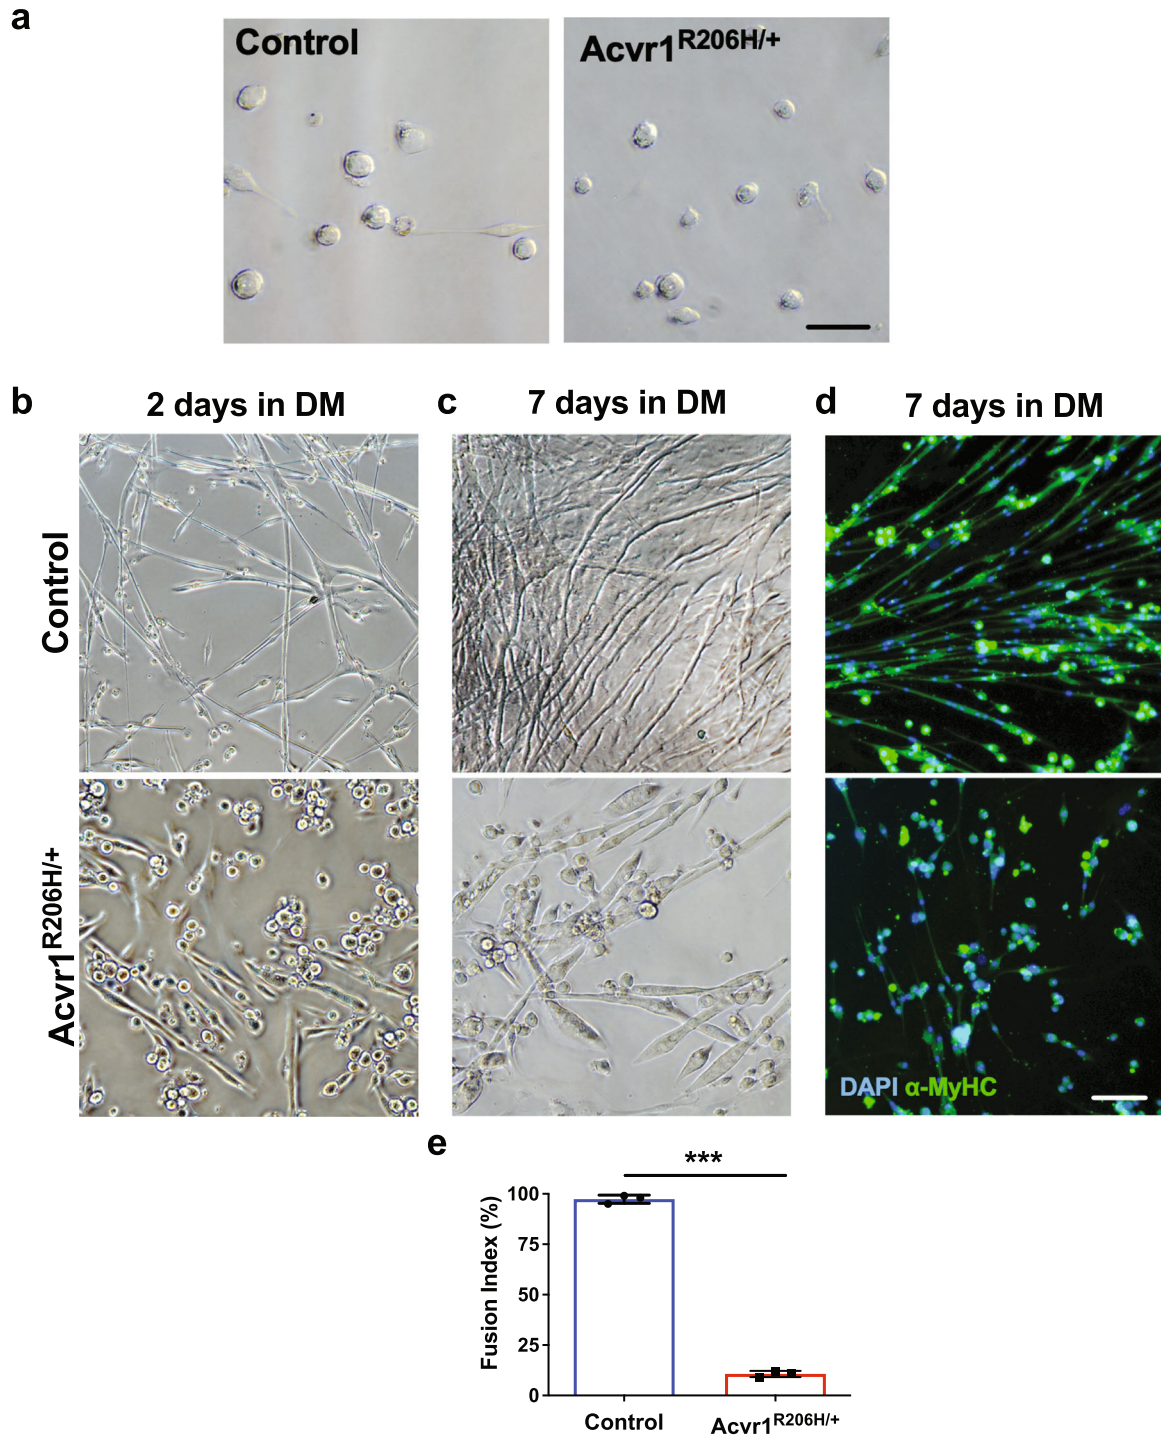 a
Control
Acvr1R206H/+
b
2 days in DM
c
7 days in DM
d
7 days in DM
Control
Acvr1R206H/+
DAPI α-MyHC
e
***
Fusion Index (%)
100
75
50
25
0
Control
Acvr1R206H/+